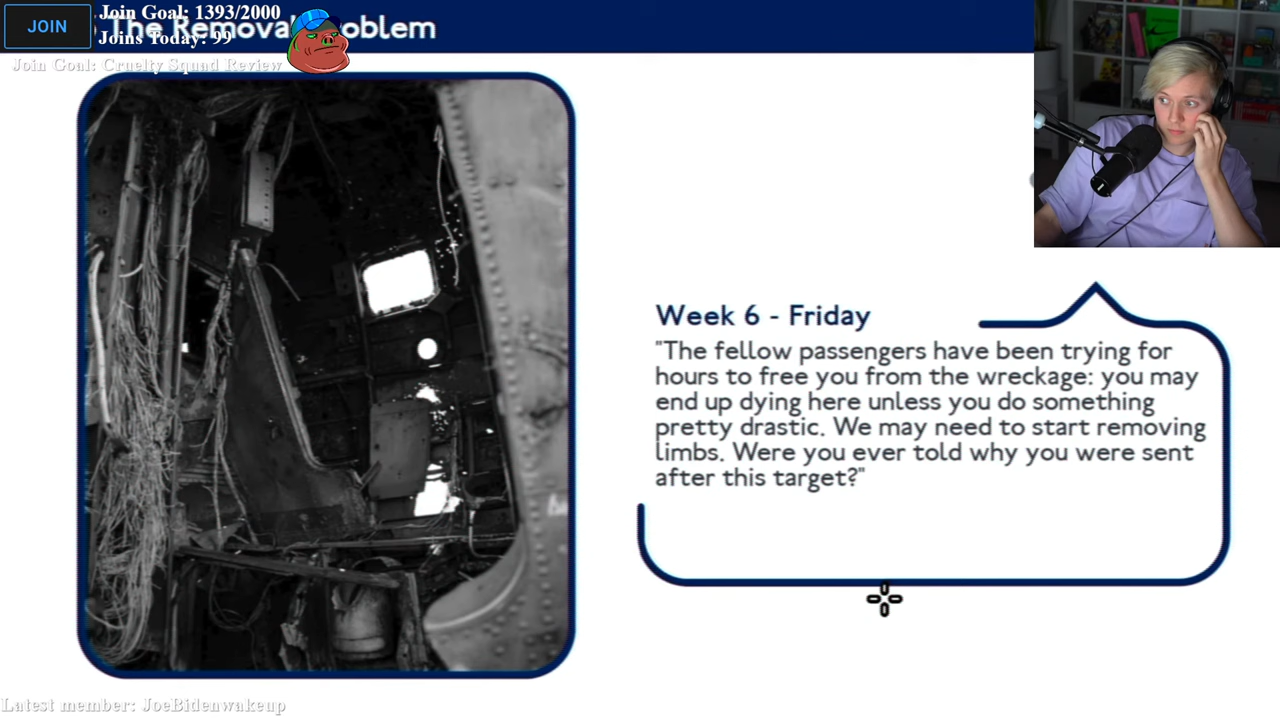 JOIN
Join Goal: 1393/2000
The Removal Problem
Joins Today: 99
Join Goal: Cruelty Squad Review
Week 6 - Friday
"The fellow passengers have been trying for
hours to free you from the wreckage: you may
end up dying here unless you do something
pretty drastic. We may need to start removing
limbs. Were you ever told why you were sent
after this target?"
Latest member: JoeBidenwakeup